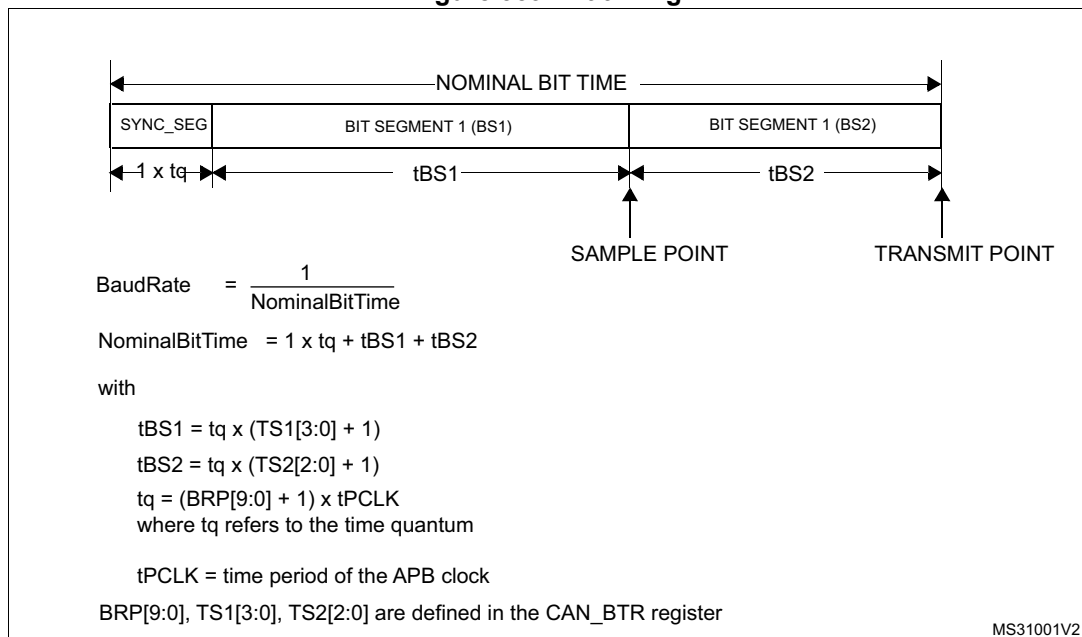 NOMINAL BIT TIME
SYNC_SEG
BIT SEGMENT 1 (BS1)
BIT SEGMENT 1 (BS2)
1 x tq
tBS1
tBS2
SAMPLE POINT
TRANSMIT POINT
BaudRate = 1
NominalBitTime
NominalBitTime = 1 x tq + tBS1 + tBS2
with
tBS1 = tq x (TS1[3:0] + 1)
tBS2 = tq x (TS2[2:0] + 1)
tq = (BRP[9:0] + 1) x tPCLK
where tq refers to the time quantum
tPCLK = time period of the APB clock
BRP[9:0], TS1[3:0], TS2[2:0] are defined in the CAN_BTR register
MS31001V2